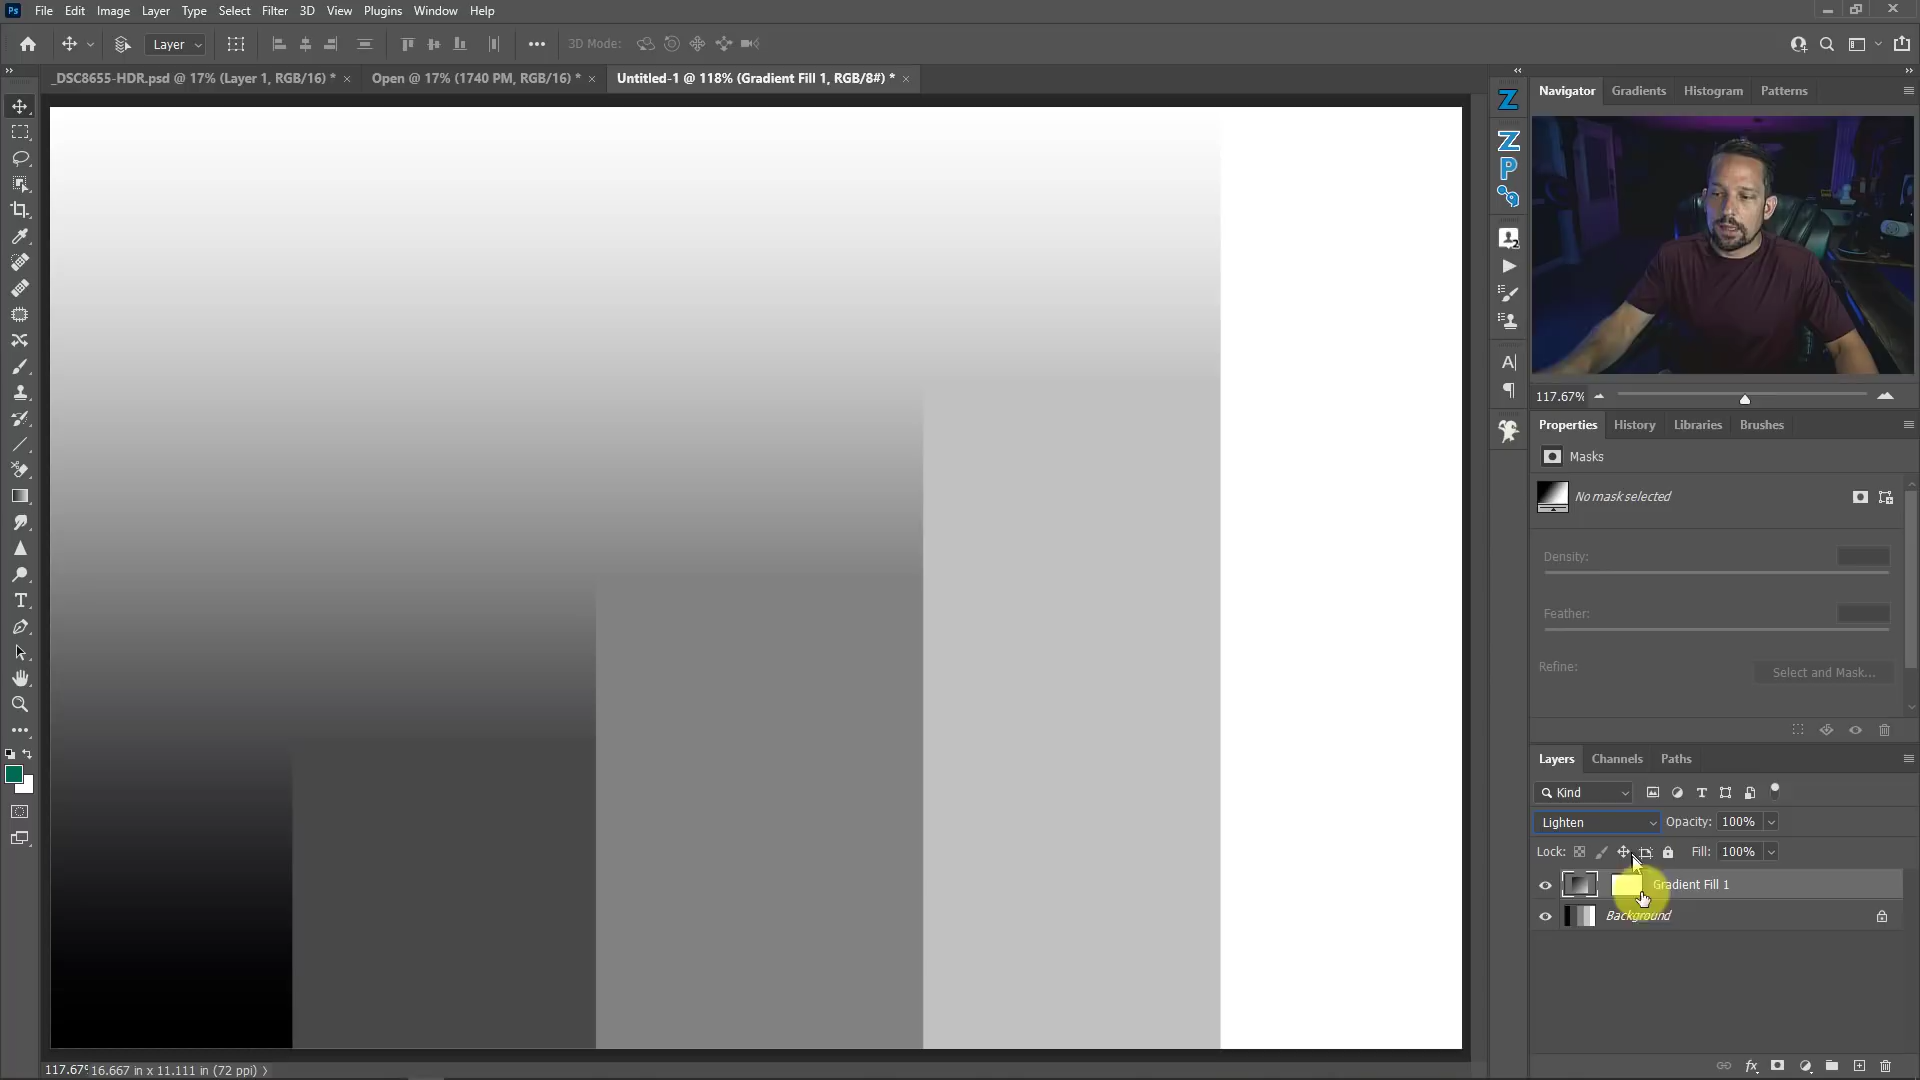 Ps File Edit Image Layer Type Select Filter 3D View Plugins Window Help
Layer 3D Mode:
_DSC8655-HDR.psd @ 17% (Layer 1, RGB/16) * Open @ 17% (1740 PM, RGB/16) * Untitled-1 @ 118% (Gradient Fill 1, RGB/8#) *
Navigator Gradients Histogram Patterns
Z
Z
P
117.67%
Properties History Libraries Brushes
Masks
No mask selected
Density:
Feather:
Refine: Select and Mask...
Layers Channels Paths
Kind
Lighten Opacity: 100%
Lock: Fill: 100%
Gradient Fill 1
Background
117.67% 16.667 in x 11.111 in (72 ppi)